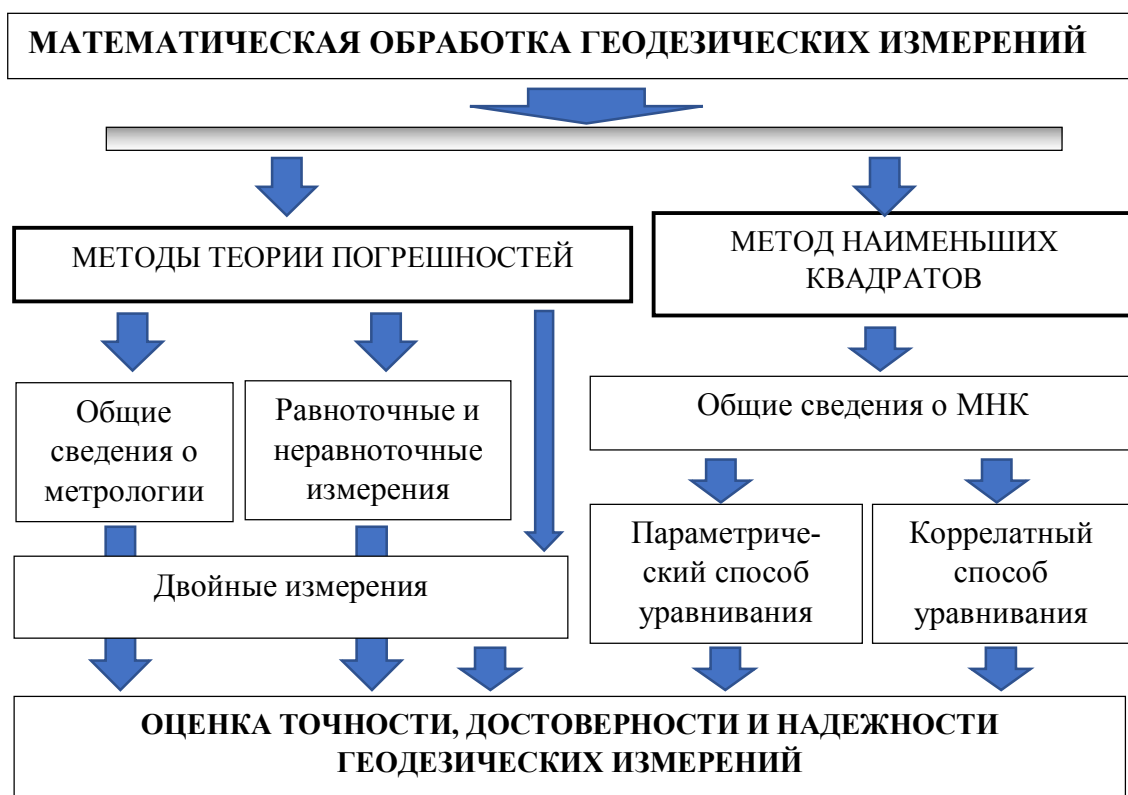 МАТЕМАТИЧЕСКАЯ ОБРАБОТКА ГЕОДЕЗИЧЕСКИХ ИЗМЕРЕНИЙ
МЕТОДЫ ТЕОРИИ ПОГРЕШНОСТЕЙ
МЕТОД НАИМЕНЬШИХ
КВАДРАТОВ
Общие
сведения о
метрологии
Равноточные и
неравноточные
измерения
Общие сведения о МНК
Двойные измерения
Параметриче-
ский способ
уравнивания
Коррелатный
способ
уравнивания
ОЦЕНКА ТОЧНОСТИ, ДОСТОВЕРНОСТИ И НАДЕЖНОСТИ
ГЕОДЕЗИЧЕСКИХ ИЗМЕРЕНИЙ